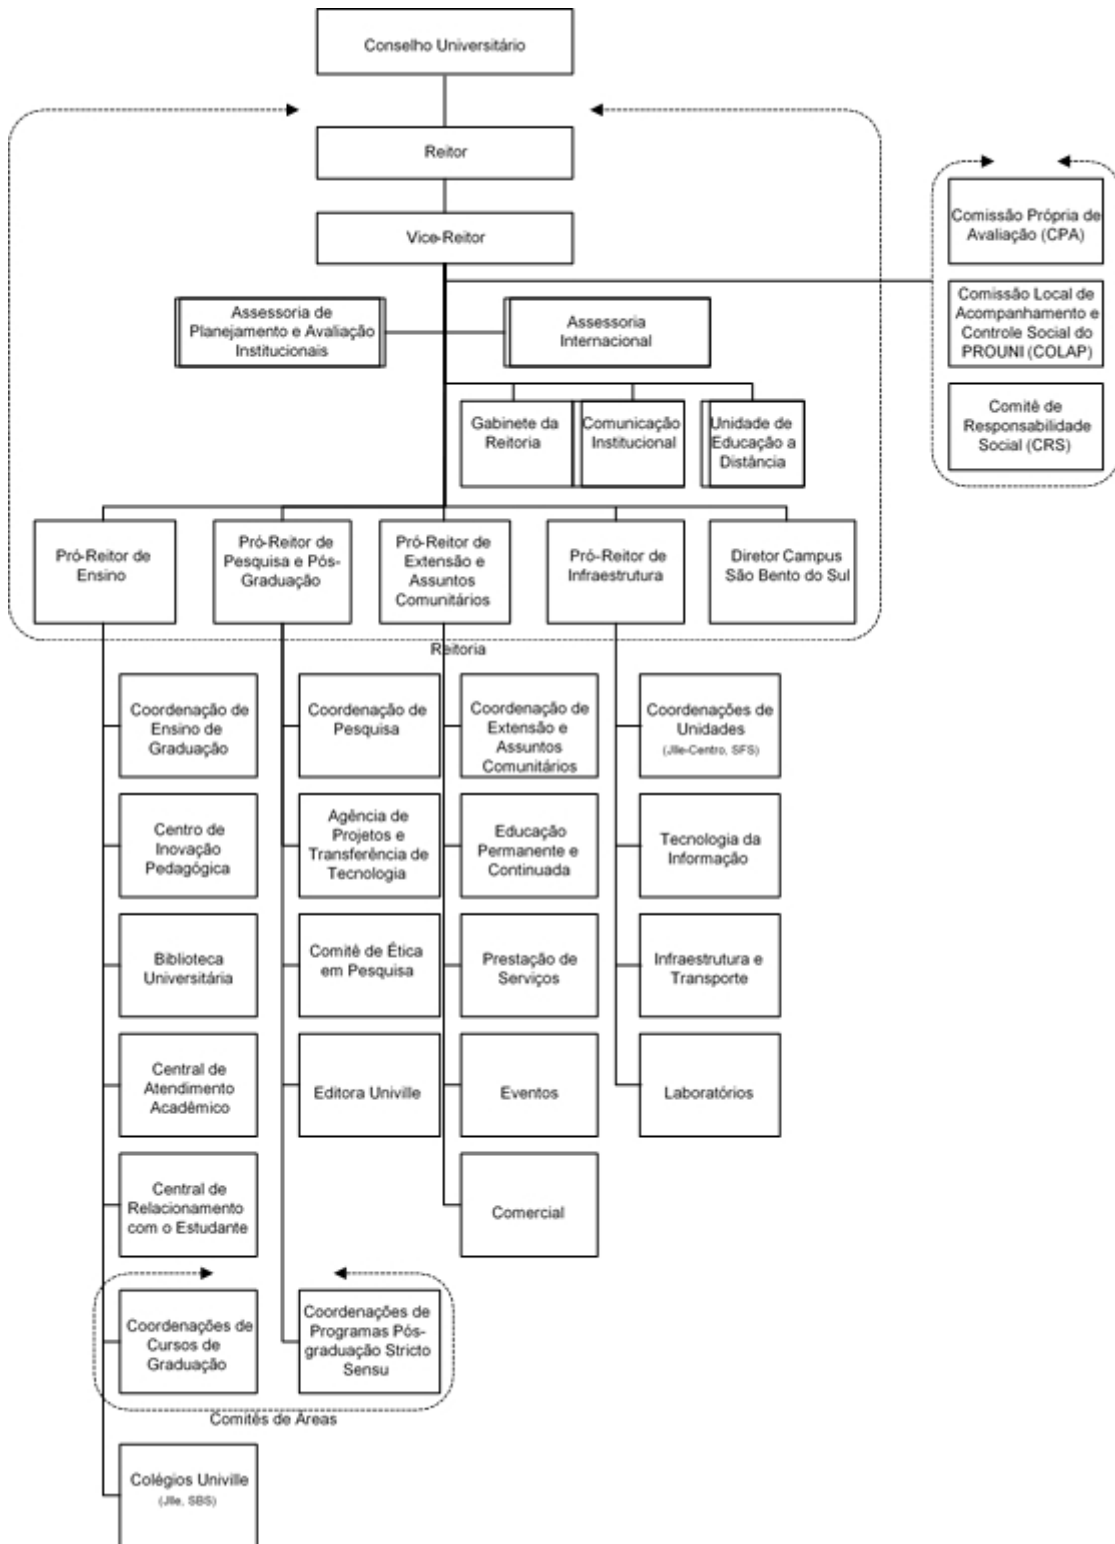 Conselho Universitário
Reitor
Vice-Reitor
Comissão Própria de
Avaliação (CPA)
Comissão Local de
Acompanhamento e
Controle Social do
PROUNI (COLAP)
Comitê de
Responsabilidade
Social (CRS)
Assessoria de
Planejamento e Avaliação
Institucionais
Assessoria
Internacional
Gabinete da
Reitoria
Comunicação
Institucional
Unidade de
Educação a
Distância
Pró-Reitor de
Ensino
Pró-Reitor de
Pesquisa e Pós-
Graduação
Pró-Reitor de
Extensão e
Assuntos
Comunitários
Pró-Reitor de
Infraestrutura
Diretor Campus
São Bento do Sul
Reitoria
Coordenação de
Ensino de
Graduação
Coordenação de
Pesquisa
Coordenação de
Extensão e
Assuntos
Comunitários
Coordenações de
Unidades
(Jlle-Centro, SFS)
Centro de
Inovação
Pedagógica
Agência de
Projetos e
Transferência de
Tecnologia
Educação
Permanente e
Continuada
Tecnologia da
Informação
Biblioteca
Universitária
Comitê de Ética
em Pesquisa
Prestação de
Serviços
Infraestrutura e
Transporte
Central de
Atendimento
Acadêmico
Editora Univille
Eventos
Laboratórios
Central de
Relacionamento
com o Estudante
Comercial
Coordenações de
Cursos de
Graduação
Coordenações de
Programas Pós-
graduação Stricto
Sensu
Comitês de Áreas
Colégios Univille
(Jlle, SBS)